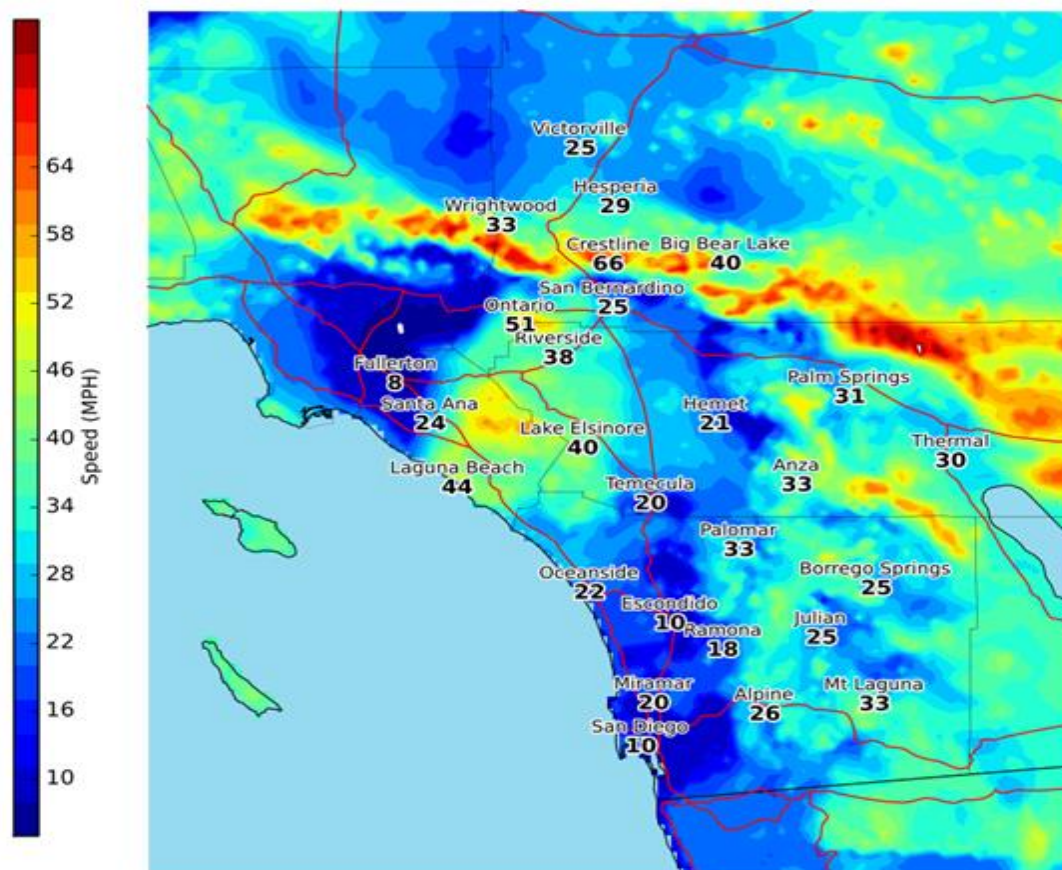 Speed (MPH)
64
58
52
46
40
34
28
22
16
10
Victorville
25
Hesperia
29
Wrightwood
33
Crestline
66
Big Bear Lake
40
San Bernardino
25
Ontario
51
Riverside
38
Fullerton
8
Palm Springs
31
Santa Ana
24
Hemet
21
Lake Elsinore
40
Thermal
30
Laguna Beach
44
Anza
33
Temecula
20
Palomar
33
Oceanside
22
Borrego Springs
25
Escondido
10
Ramona
18
Julian
25
Miramar
20
Alpine
26
Mt Laguna
33
San Diego
10